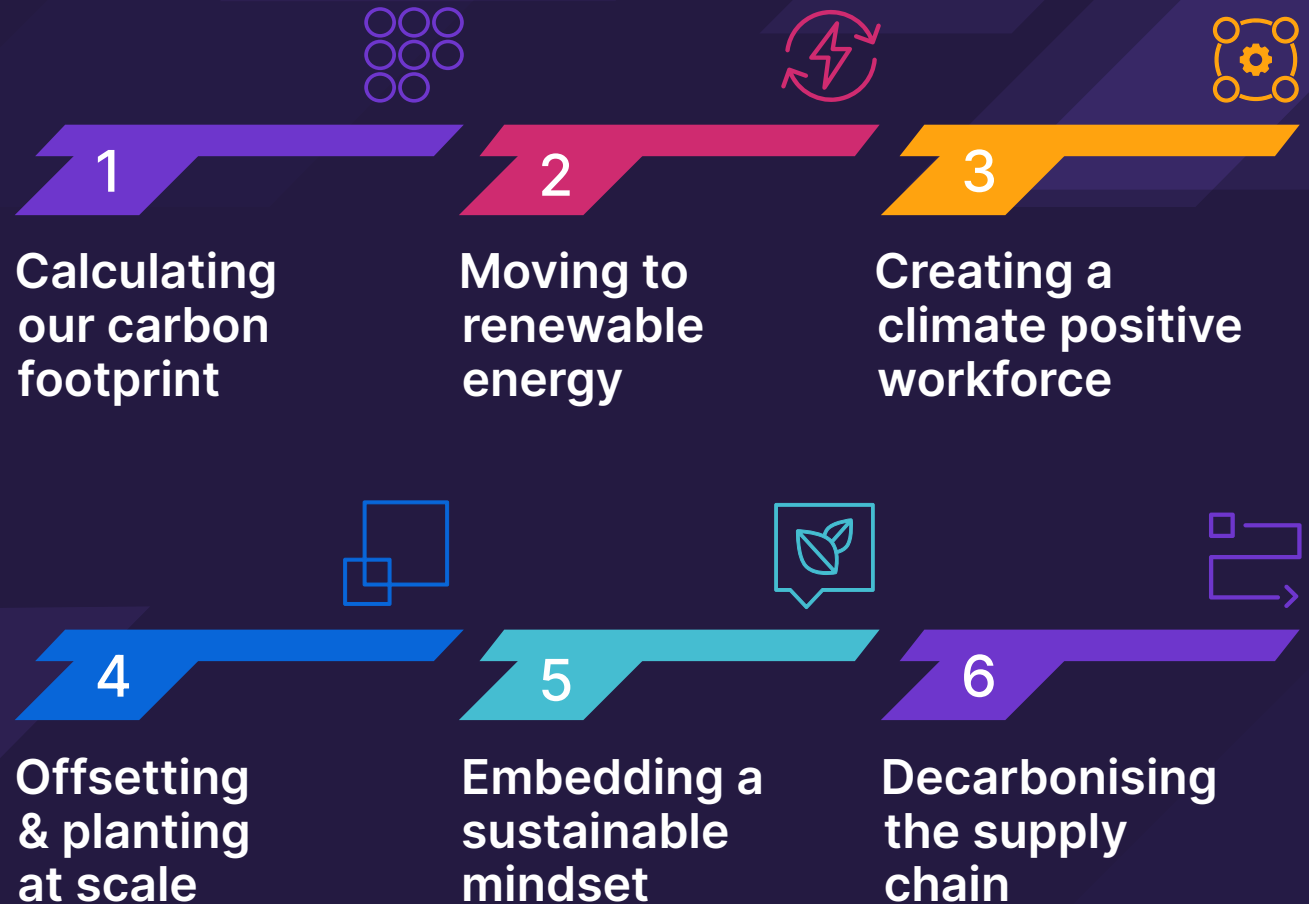 1
Calculating
our carbon
footprint
2
Moving to
renewable
energy
3
Creating a
climate positive
workforce
4
Offsetting
& planting
at scale
5
Embedding a
sustainable
mindset
6
Decarbonising
the supply
chain